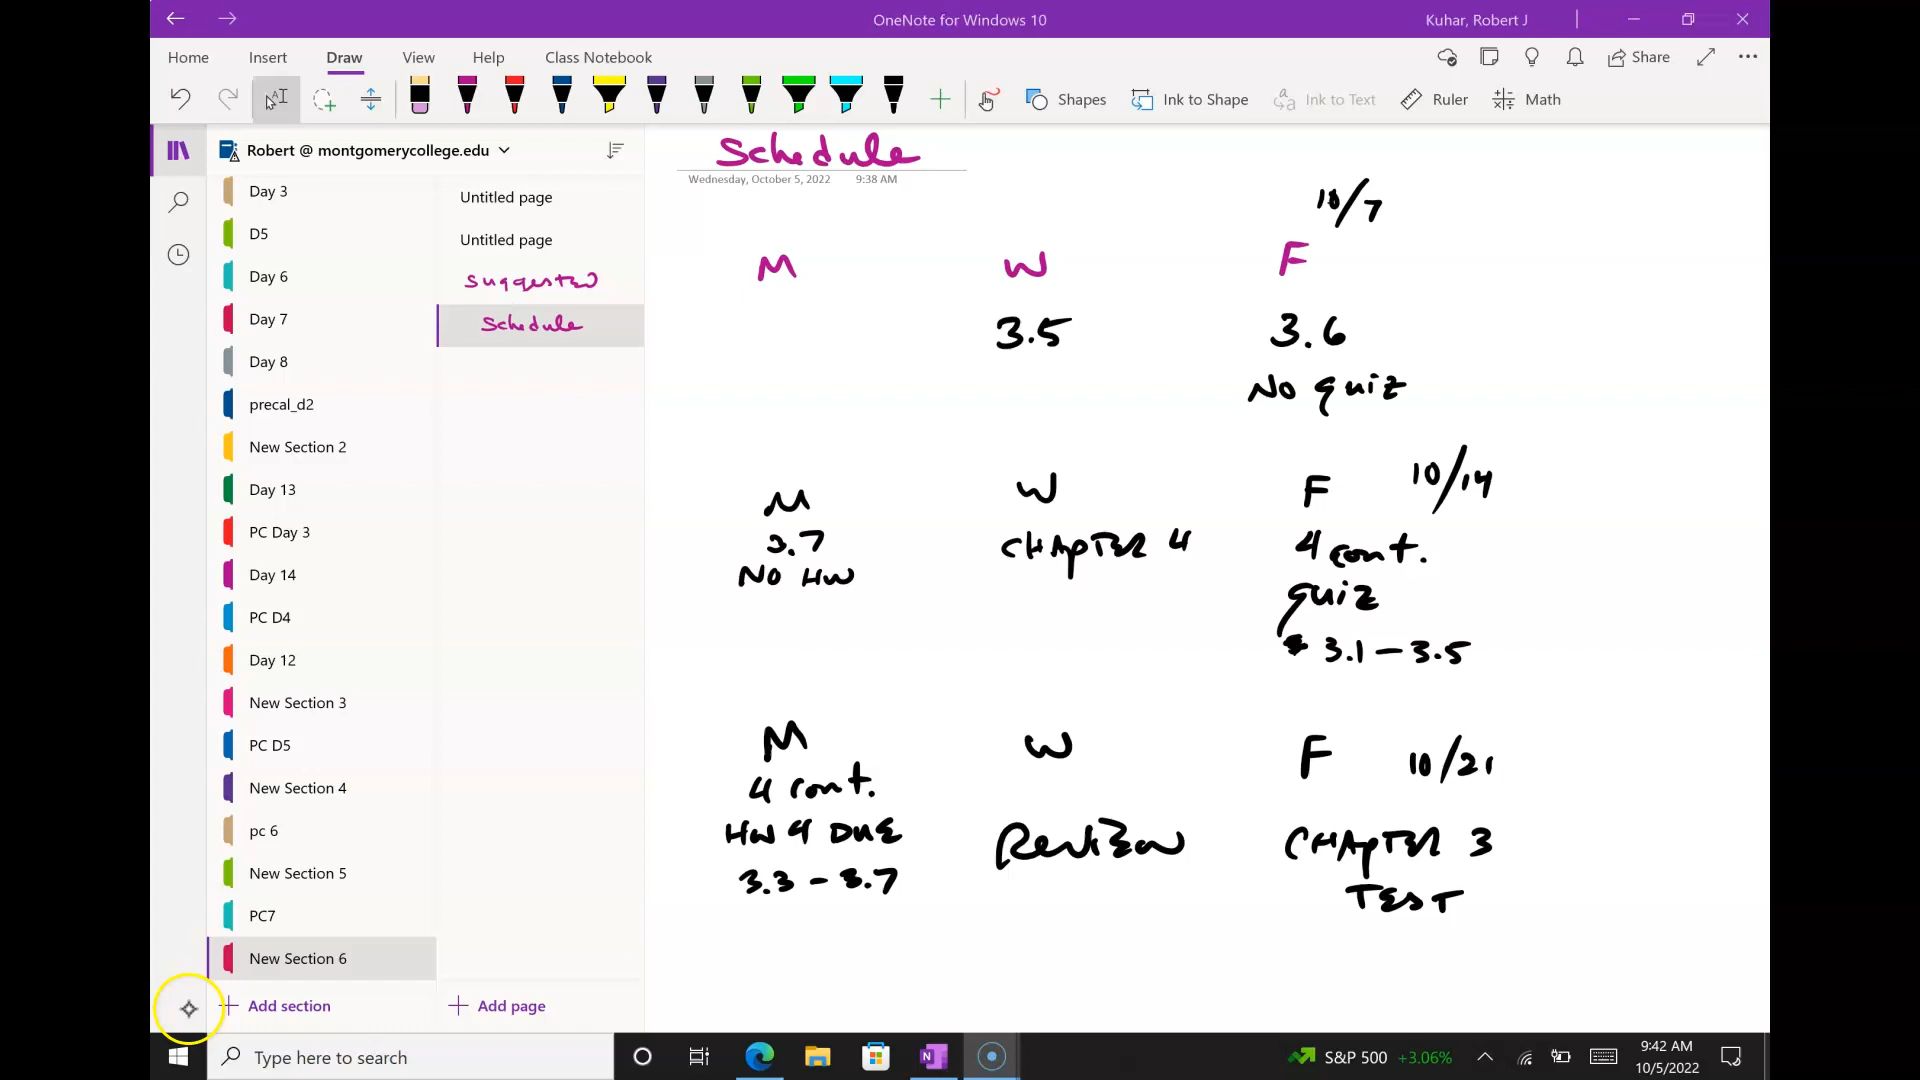 OneNote for Windows 10
Kuhar, Robert J
Home Insert Draw View Help Class Notebook
Share
Shapes Ink to Shape Ink to Text Ruler Math
Robert @ montgomerycollege.edu
Day 3
D5
Day 6
Day 7
Day 8
precal_d2
New Section 2
Day 13
PC Day 3
Day 14
PC D4
Day 12
New Section 3
PC D5
New Section 4
pc 6
New Section 5
PC7
New Section 6
Add section
Untitled page
Untitled page
Suggested
Schedule
Add page
Schedule
Wednesday, October 5, 2022 9:38 AM
10/7
M W F
3.5 3.6
No quiz
M W F 10/14
3.7 CHAPTER 4 4 cont.
NO HW quiz
3.1 - 3.5
M W F 10/21
4 cont.
HW 4 DUE Review CHAPTER 3
3.3 - 3.7 TEST
Type here to search
S&P 500 +3.06%
9:42 AM
10/5/2022